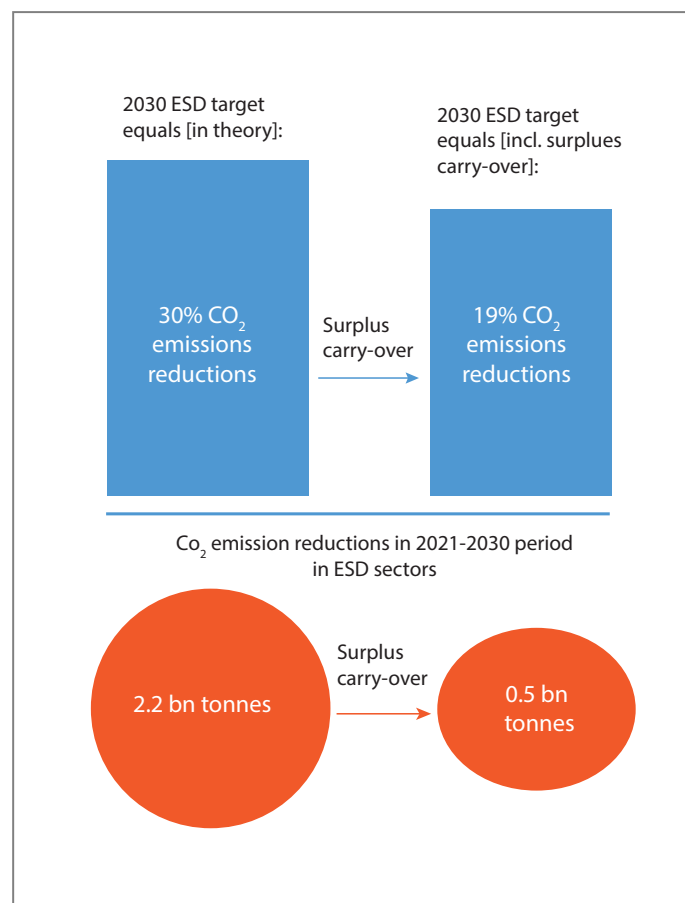 2030 ESD target
equals [in theory]:
2030 ESD target
equals [incl. surplues
carry-over]:
30% CO₂
emissions
reductions
Surplus
carry-over
19% CO₂
emissions
reductions
Co₂ emission reductions in 2021-2030 period
in ESD sectors
2.2 bn tonnes
Surplus
carry-over
0.5 bn
tonnes